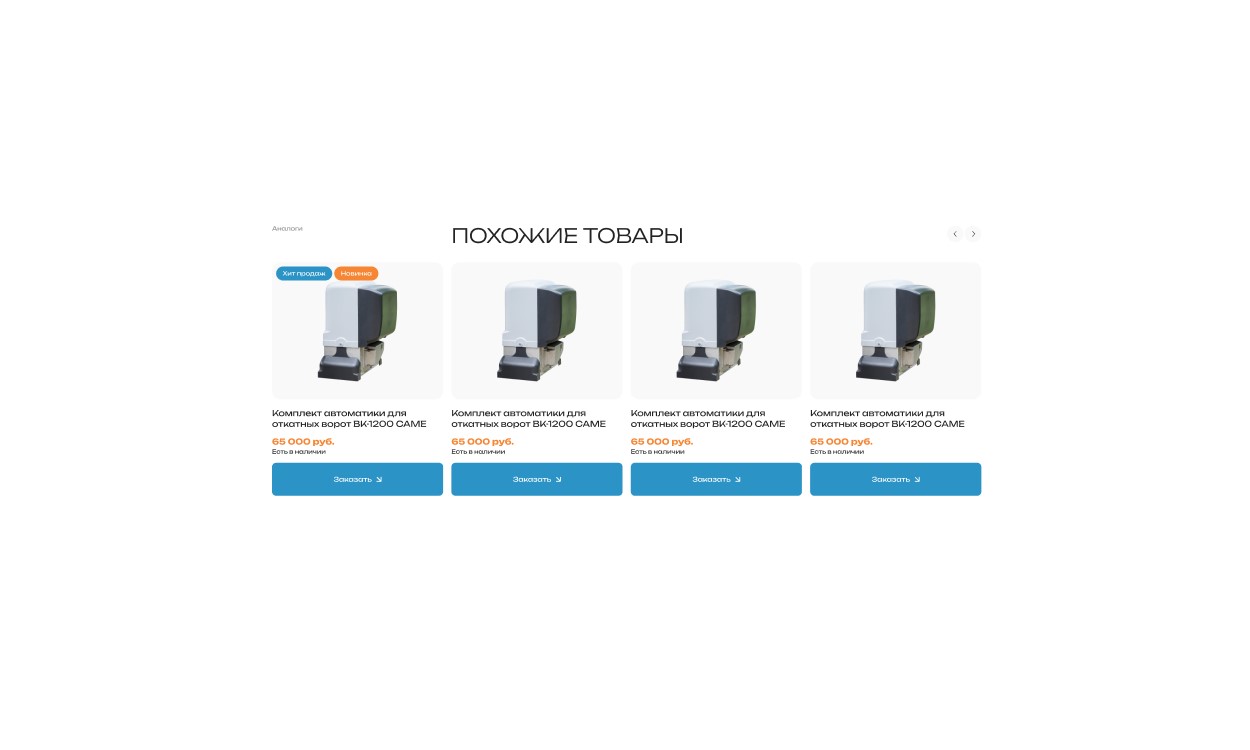 Аналоги
ПОХОЖИЕ ТОВАРЫ
Хит продаж
Новинка
Комплект автоматики для
откатных ворот BK-1200 CAME
65 000 руб.
Есть в наличии
Заказать
Комплект автоматики для
откатных ворот BK-1200 CAME
65 000 руб.
Есть в наличии
Заказать
Комплект автоматики для
откатных ворот BK-1200 CAME
65 000 руб.
Есть в наличии
Заказать
Комплект автоматики для
откатных ворот BK-1200 CAME
65 000 руб.
Есть в наличии
Заказать